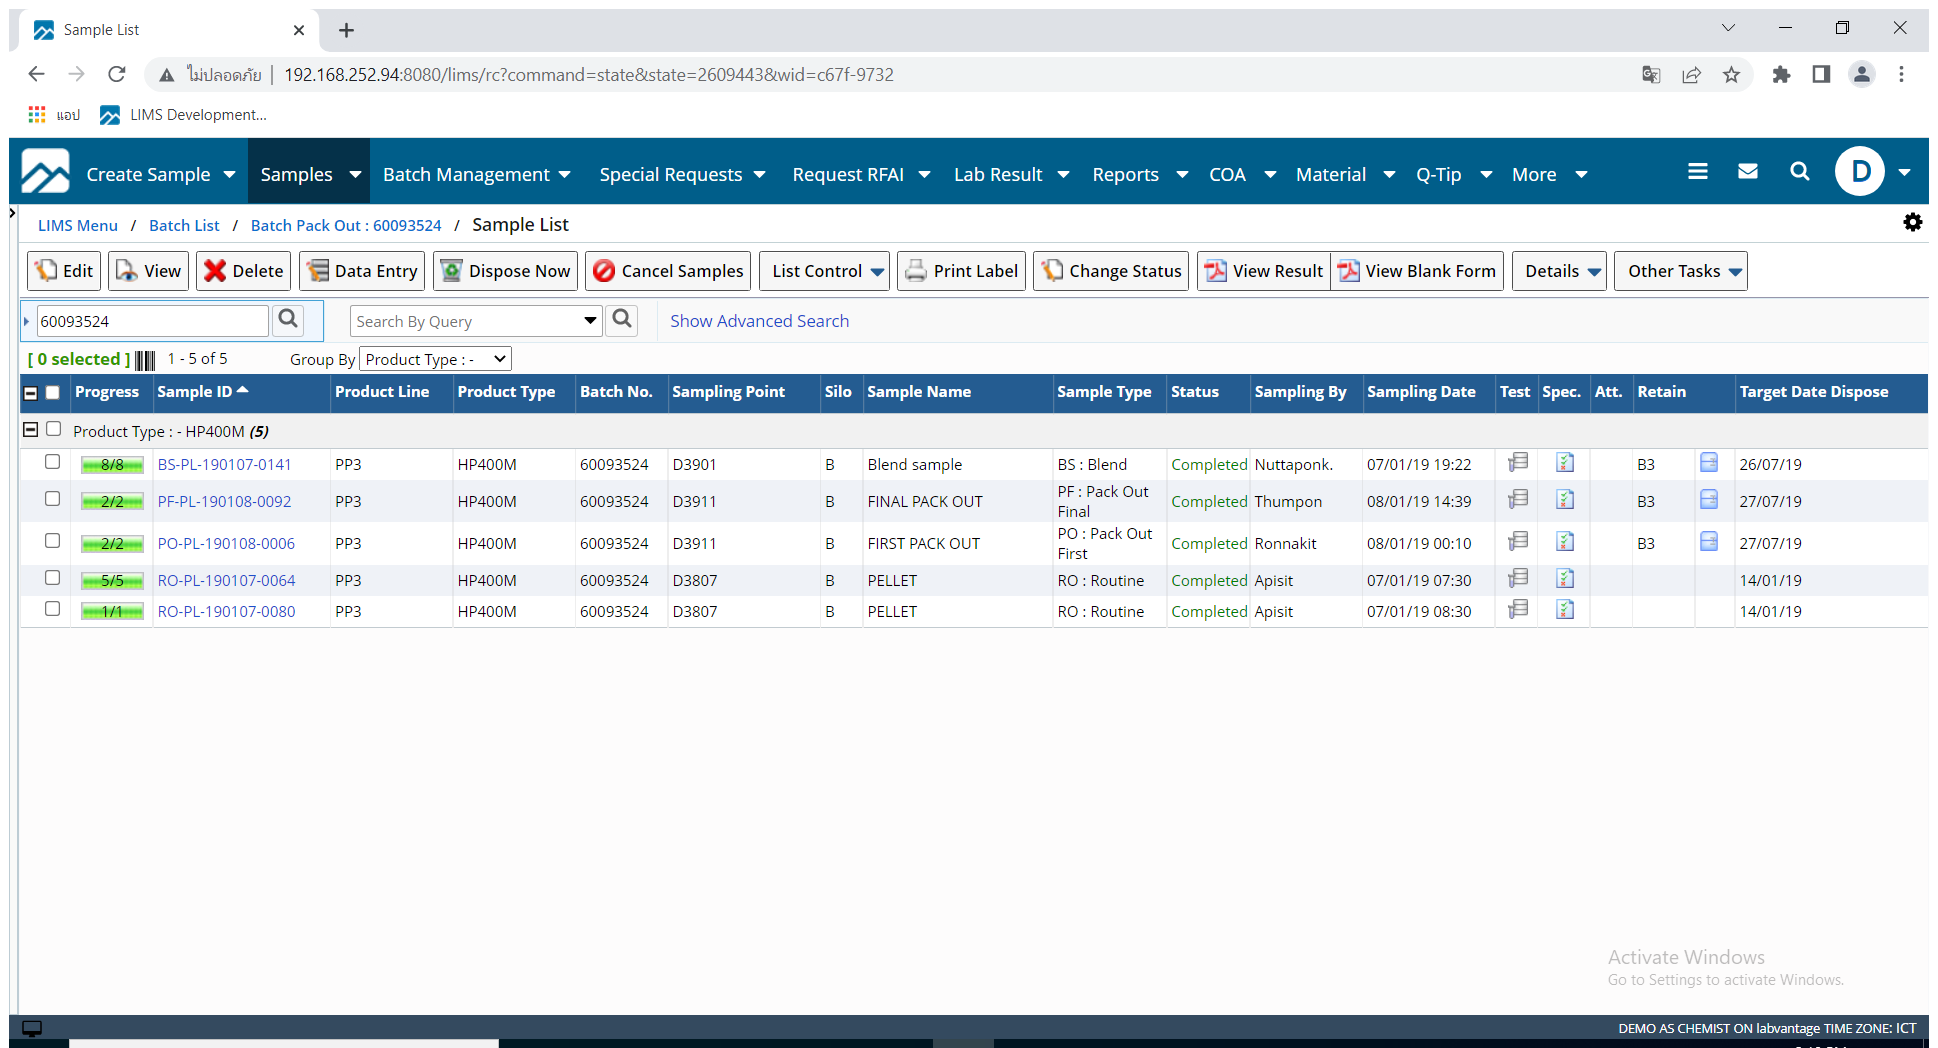 Sample List
ไม่ปลอดภัย 192.168.252.94:8080/lims/rc?command=state&state=2609443&wid=c67f-9732
แอป LIMS Development...
Create Sample Samples Batch Management Special Requests Request RFAI Lab Result Reports COA Material Q-Tip More D
LIMS Menu / Batch List / Batch Pack Out : 60093524 / Sample List
Edit View Delete Data Entry Dispose Now Cancel Samples List Control Print Label Change Status View Result View Blank Form Details Other Tasks
60093524 Search By Query Show Advanced Search
[ 0 selected ] 1 - 5 of 5 Group By Product Type : -
Progress Sample ID Product Line Product Type Batch No. Sampling Point Silo Sample Name Sample Type Status Sampling By Sampling Date Test Spec. Att. Retain Target Date Dispose
Product Type : - HP400M (5)
8/8 BS-PL-190107-0141 PP3 HP400M 60093524 D3901 B Blend sample BS : Blend Completed Nuttaponk. 07/01/19 19:22 B3 26/07/19
2/2 PF-PL-190108-0092 PP3 HP400M 60093524 D3911 B FINAL PACK OUT PF : Pack Out Final Completed Thumpon 08/01/19 14:39 B3 27/07/19
2/2 PO-PL-190108-0006 PP3 HP400M 60093524 D3911 B FIRST PACK OUT PO : Pack Out First Completed Ronnakit 08/01/19 00:10 B3 27/07/19
5/5 RO-PL-190107-0064 PP3 HP400M 60093524 D3807 B PELLET RO : Routine Completed Apisit 07/01/19 07:30 14/01/19
1/1 RO-PL-190107-0080 PP3 HP400M 60093524 D3807 B PELLET RO : Routine Completed Apisit 07/01/19 08:30 14/01/19
Activate Windows
Go to Settings to activate Windows.
DEMO AS CHEMIST ON labvantage TIME ZONE: ICT